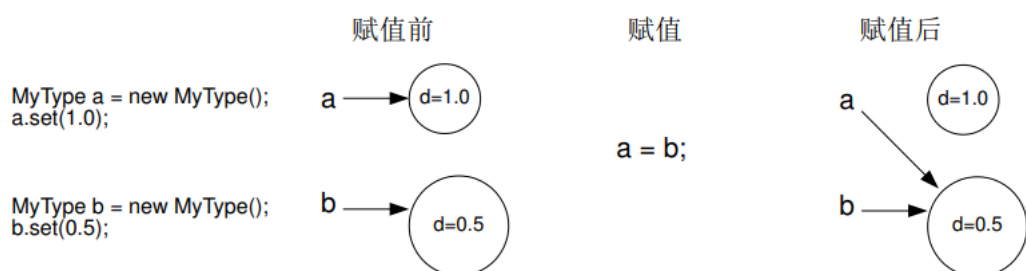 赋值前 赋值 赋值后
MyType a = new MyType();
a.set(1.0);
a d=1.0
a d=1.0
a = b;
MyType b = new MyType();
b.set(0.5);
b d=0.5
b d=0.5